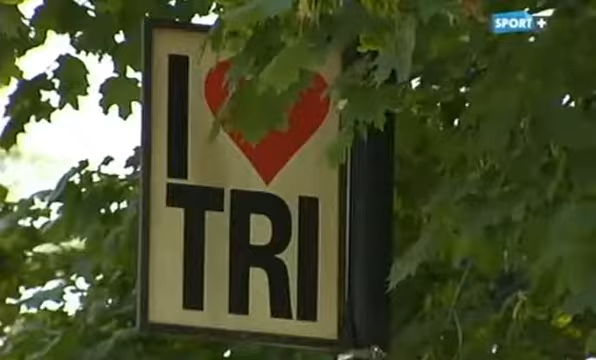 I ❤ TRI
SPORT +